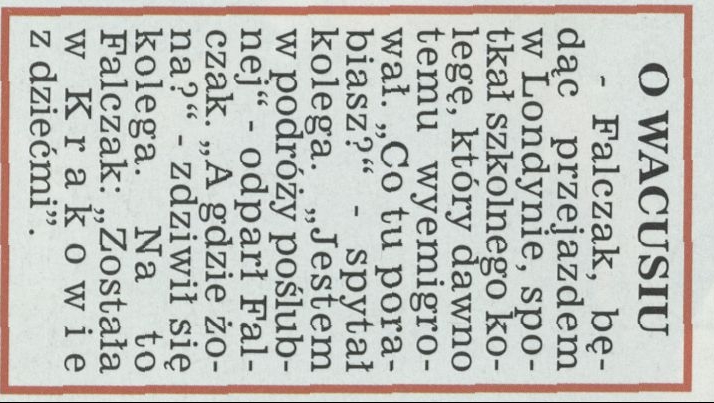 O WACUSIU
- Falczak, bę-
dąc przejazdem
w Londynie, spo-
tkał szkolnego ko-
legę, który dawno
temu wyemigro-
wał. „Co tu pora-
biasz?“ - spytał
kolega. „Jestem
w podróży poślub-
nej“ - odparł Fal-
czak. „A gdzie żo-
na?“ - zdziwił się
kolega. Na to
Falczak: „Została
w Krakowie
z dziećmi”.